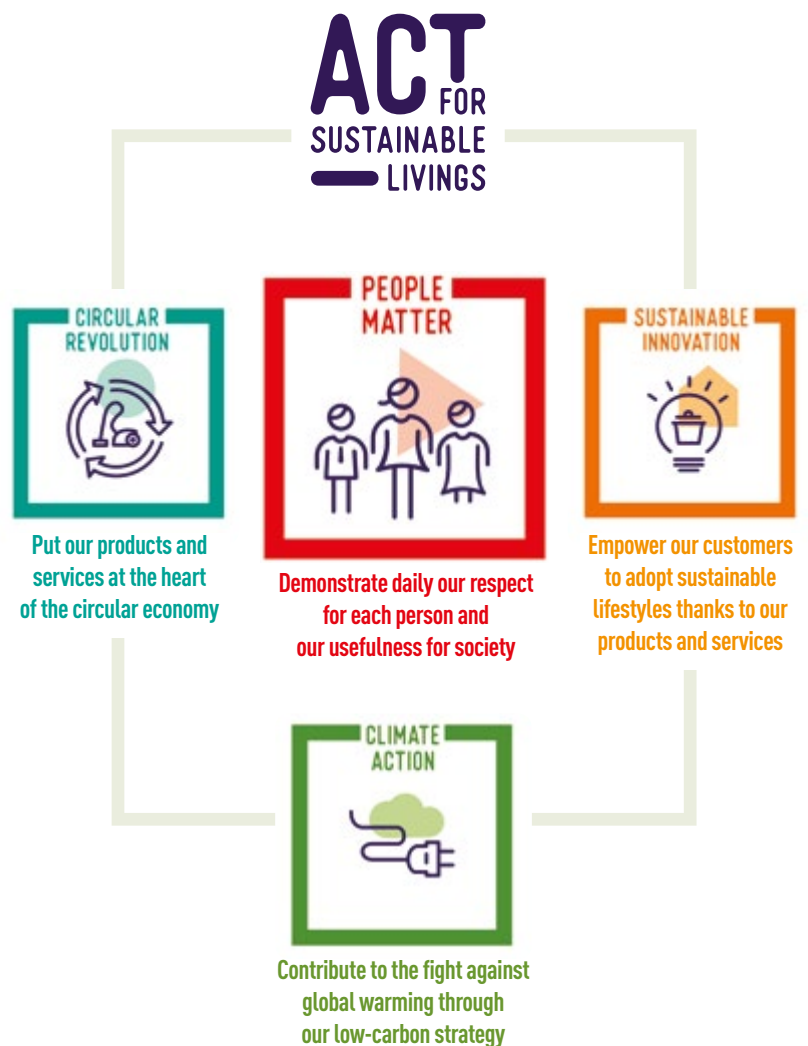 ACT
FOR
SUSTAINABLE
LIVINGS
CIRCULAR
REVOLUTION
Put our products and
services at the heart
of the circular economy
PEOPLE
MATTER
Demonstrate daily our respect
for each person and
our usefulness for society
SUSTAINABLE
INNOVATION
Empower our customers
to adopt sustainable
lifestyles thanks to our
products and services
CLIMATE
ACTION
Contribute to the fight against
global warming through
our low-carbon strategy